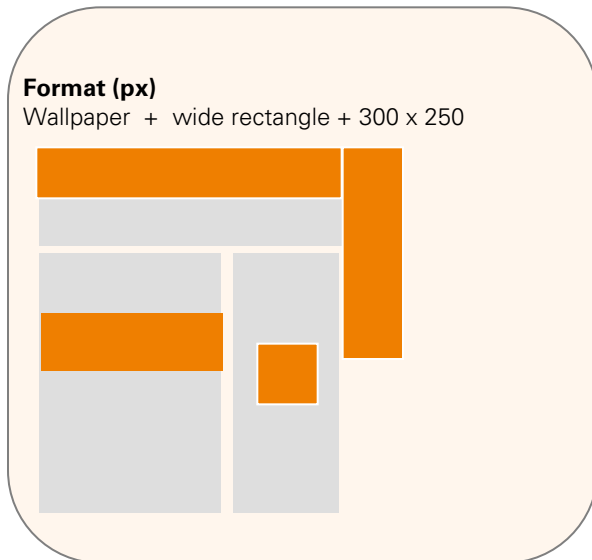 Format (px)
Wallpaper + wide rectangle + 300 x 250